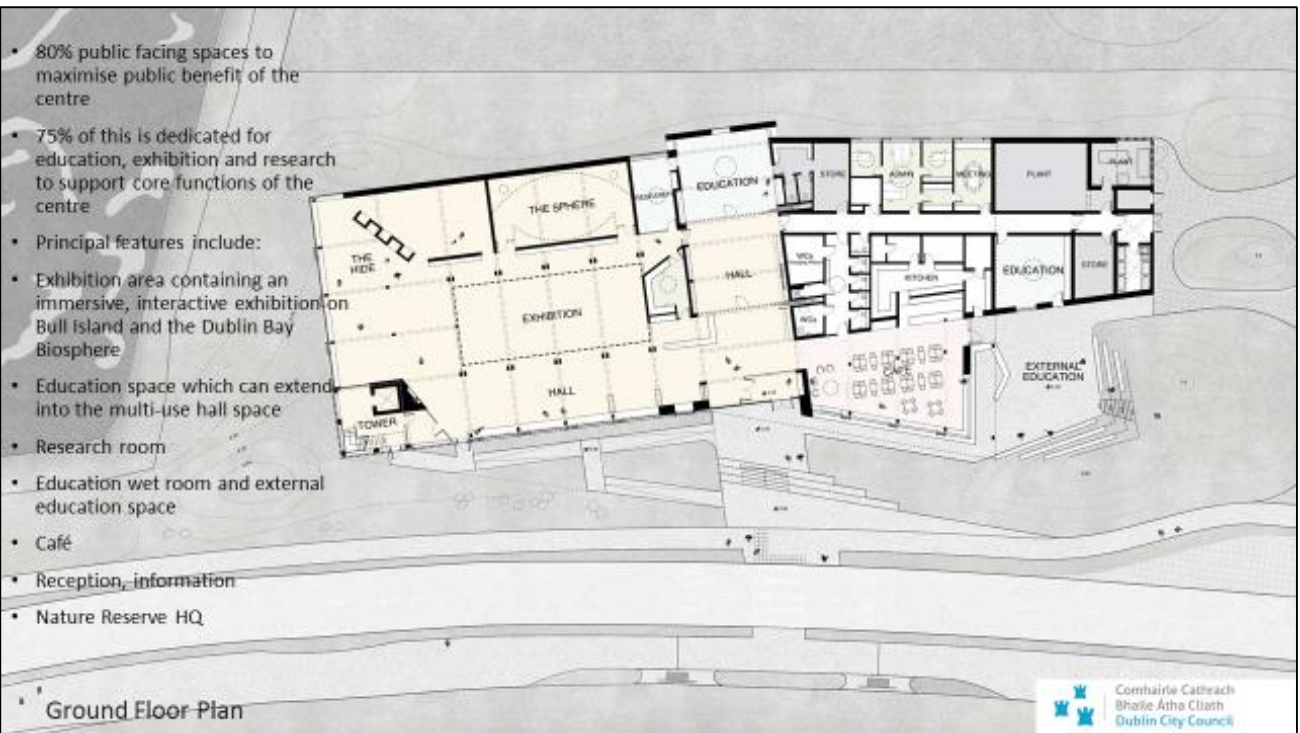 • 80% public facing spaces to
maximise public benefit of the
centre
• 75% of this is dedicated for
education, exhibition and research
to support core functions of the
centre
• Principal features include:
• Exhibition area containing an
immersive, interactive exhibition on
Bull Island and the Dublin Bay
Biosphere
• Education space which can extend
into the multi-use hall space
• Research room
• Education wet room and external
education space
• Café
• Reception, information
• Nature Reserve HQ
Ground Floor Plan
THE
HIDE
THE SPHERE
RESEARCH
EDUCATION
STORE
ADMIN
MEETING
PLANT
PLANT
EXHIBITION
HALL
WCs
KITCHEN
EDUCATION
STORE
WCs
HALL
TOWER
CAFE
EXTERNAL
EDUCATION
Comhairle Cathrach
Bhaile Átha Cliath
Dublin City Council